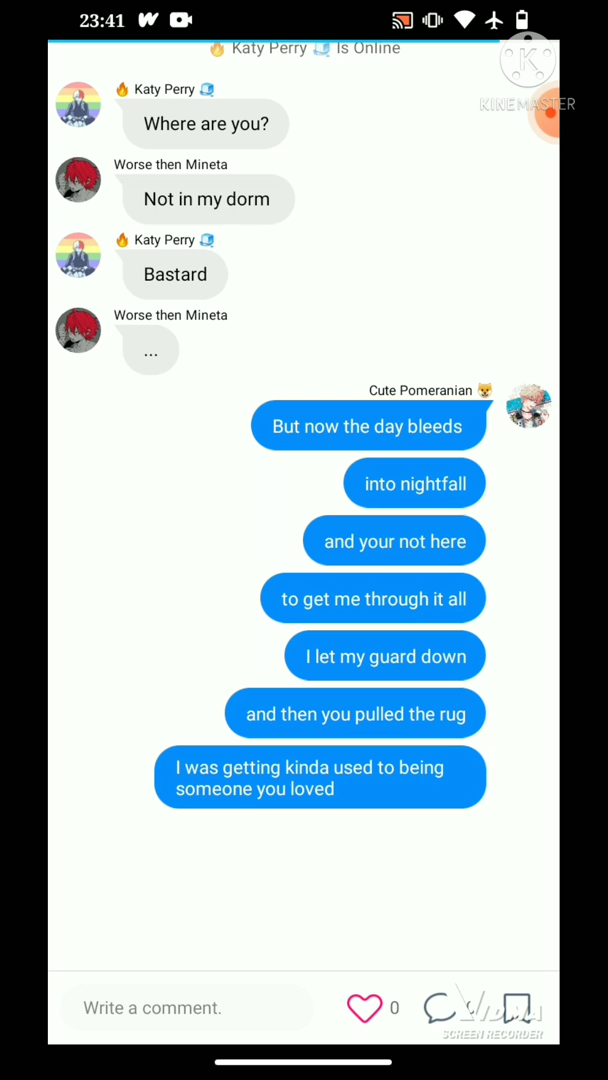 23:41
🔥 Katy Perry 🧊 Is Online
K
KINEMASTER
🔥 Katy Perry 🧊
Where are you?
Worse then Mineta
Not in my dorm
🔥 Katy Perry 🧊
Bastard
Worse then Mineta
...
Cute Pomeranian 🐶
But now the day bleeds
into nightfall
and your not here
to get me through it all
I let my guard down
and then you pulled the rug
I was getting kinda used to being
someone you loved
Write a comment.
0
SCREEN RECORDER